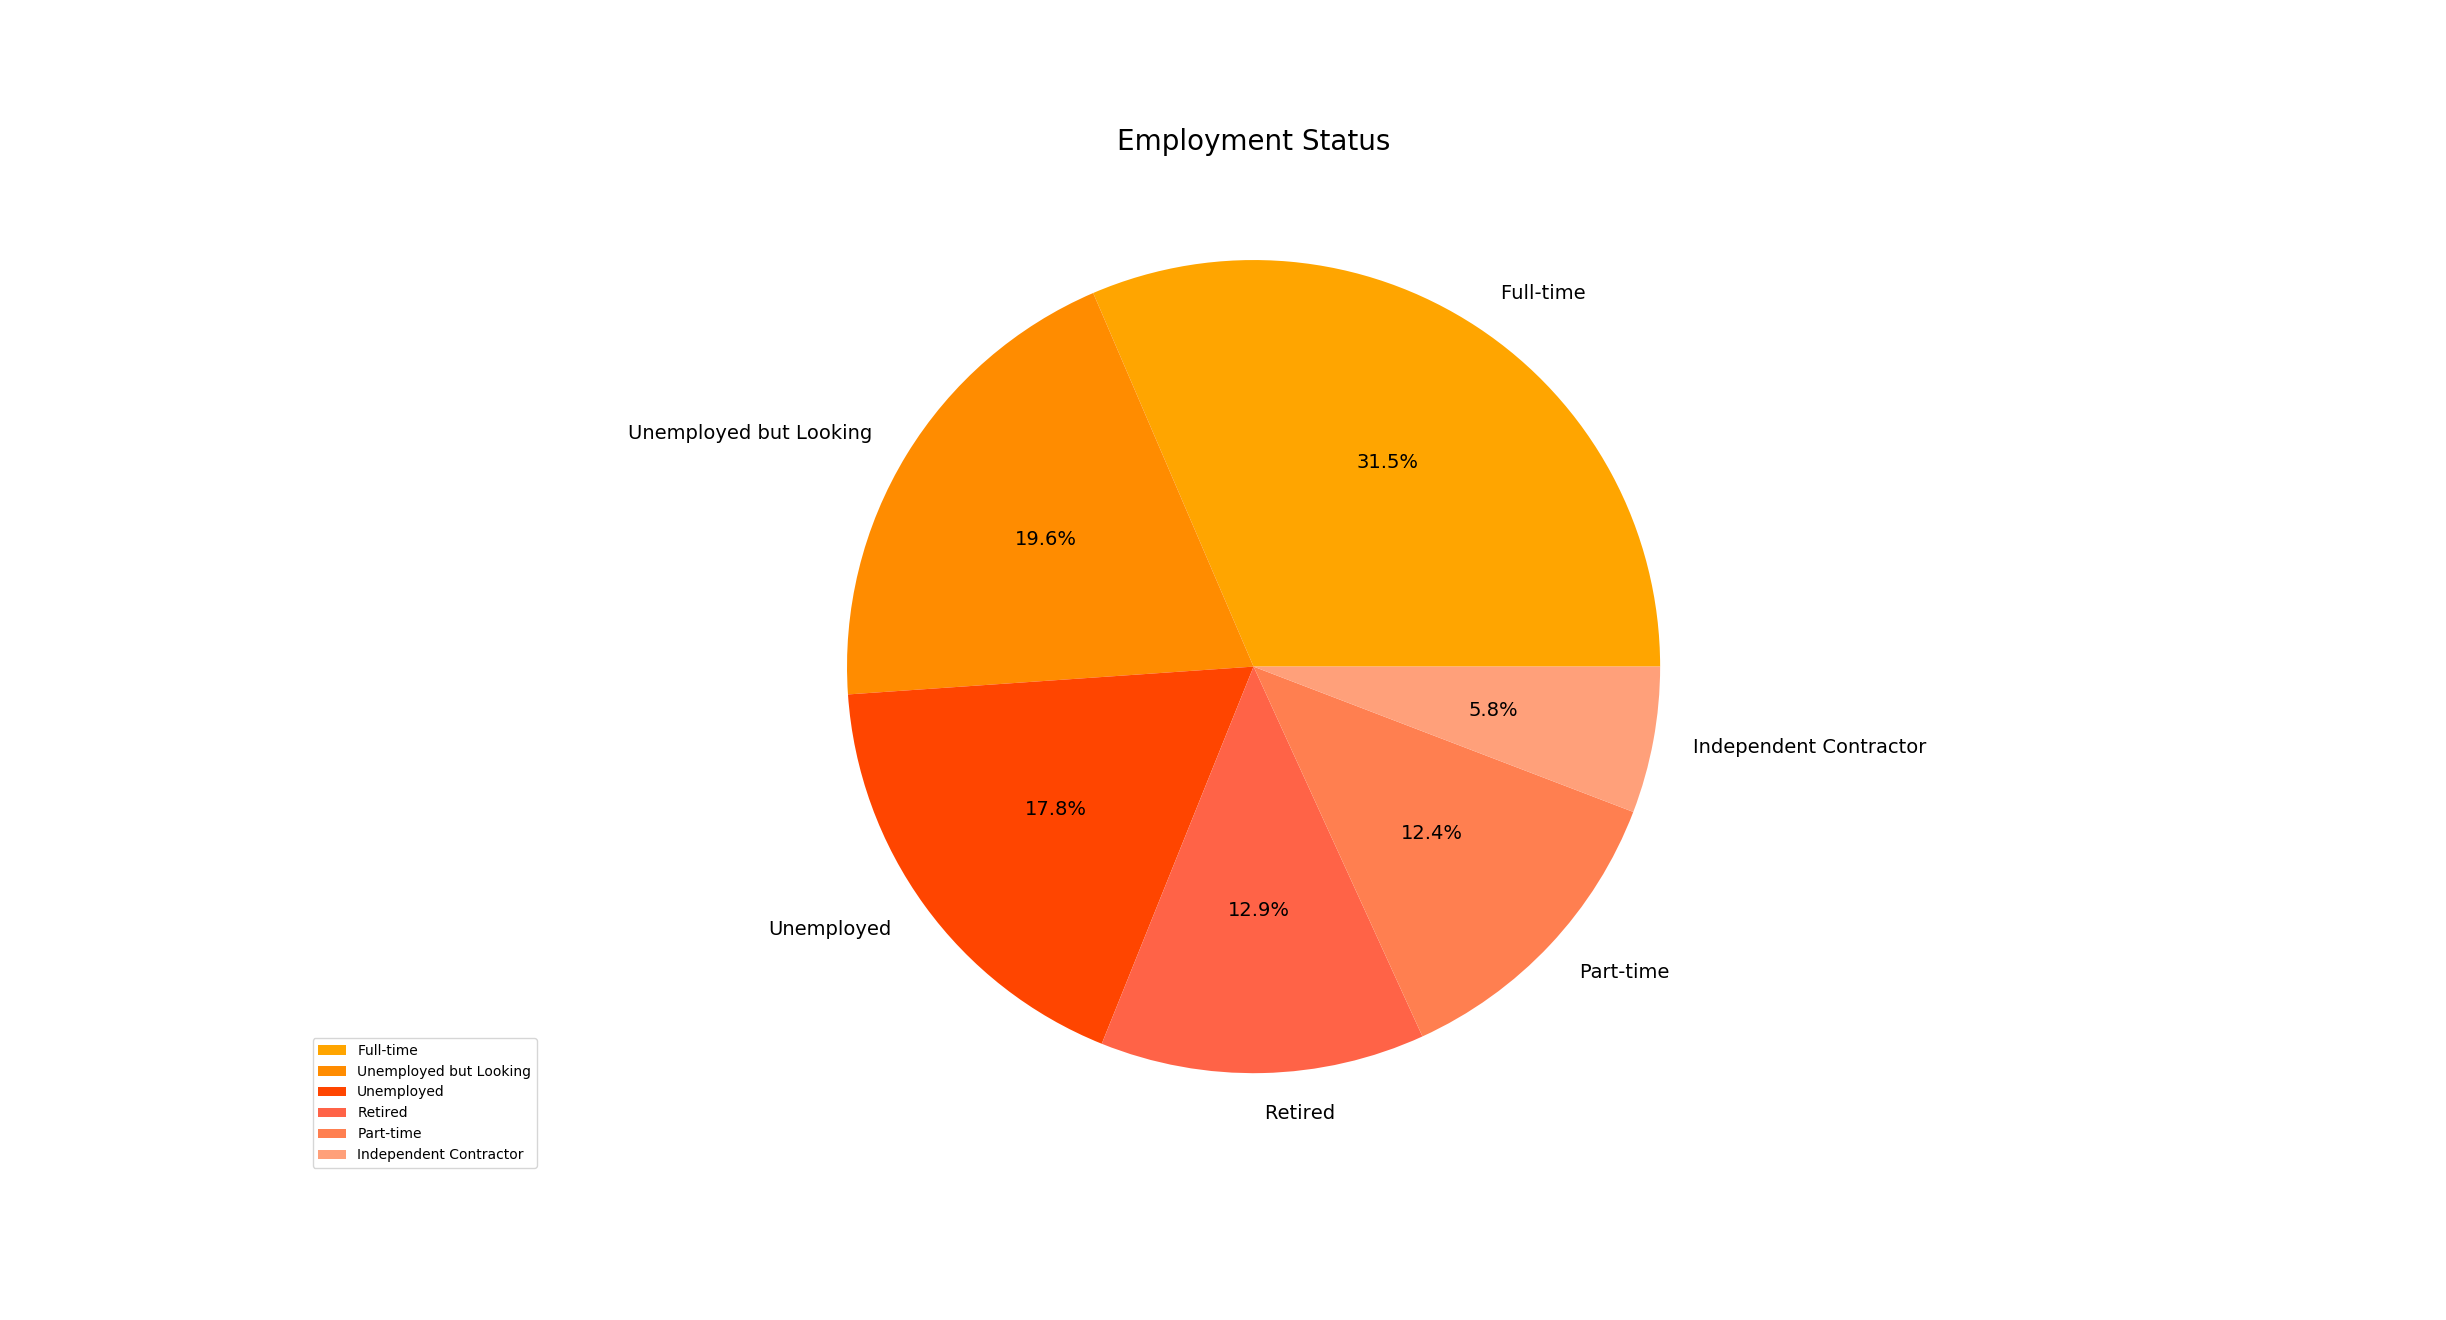 Employment Status
Full-time
Unemployed but Looking
31.5%
19.6%
5.8%
Independent Contractor
17.8%
12.4%
12.9%
Unemployed
Part-time
Retired
Full-time
Unemployed but Looking
Unemployed
Retired
Part-time
Independent Contractor